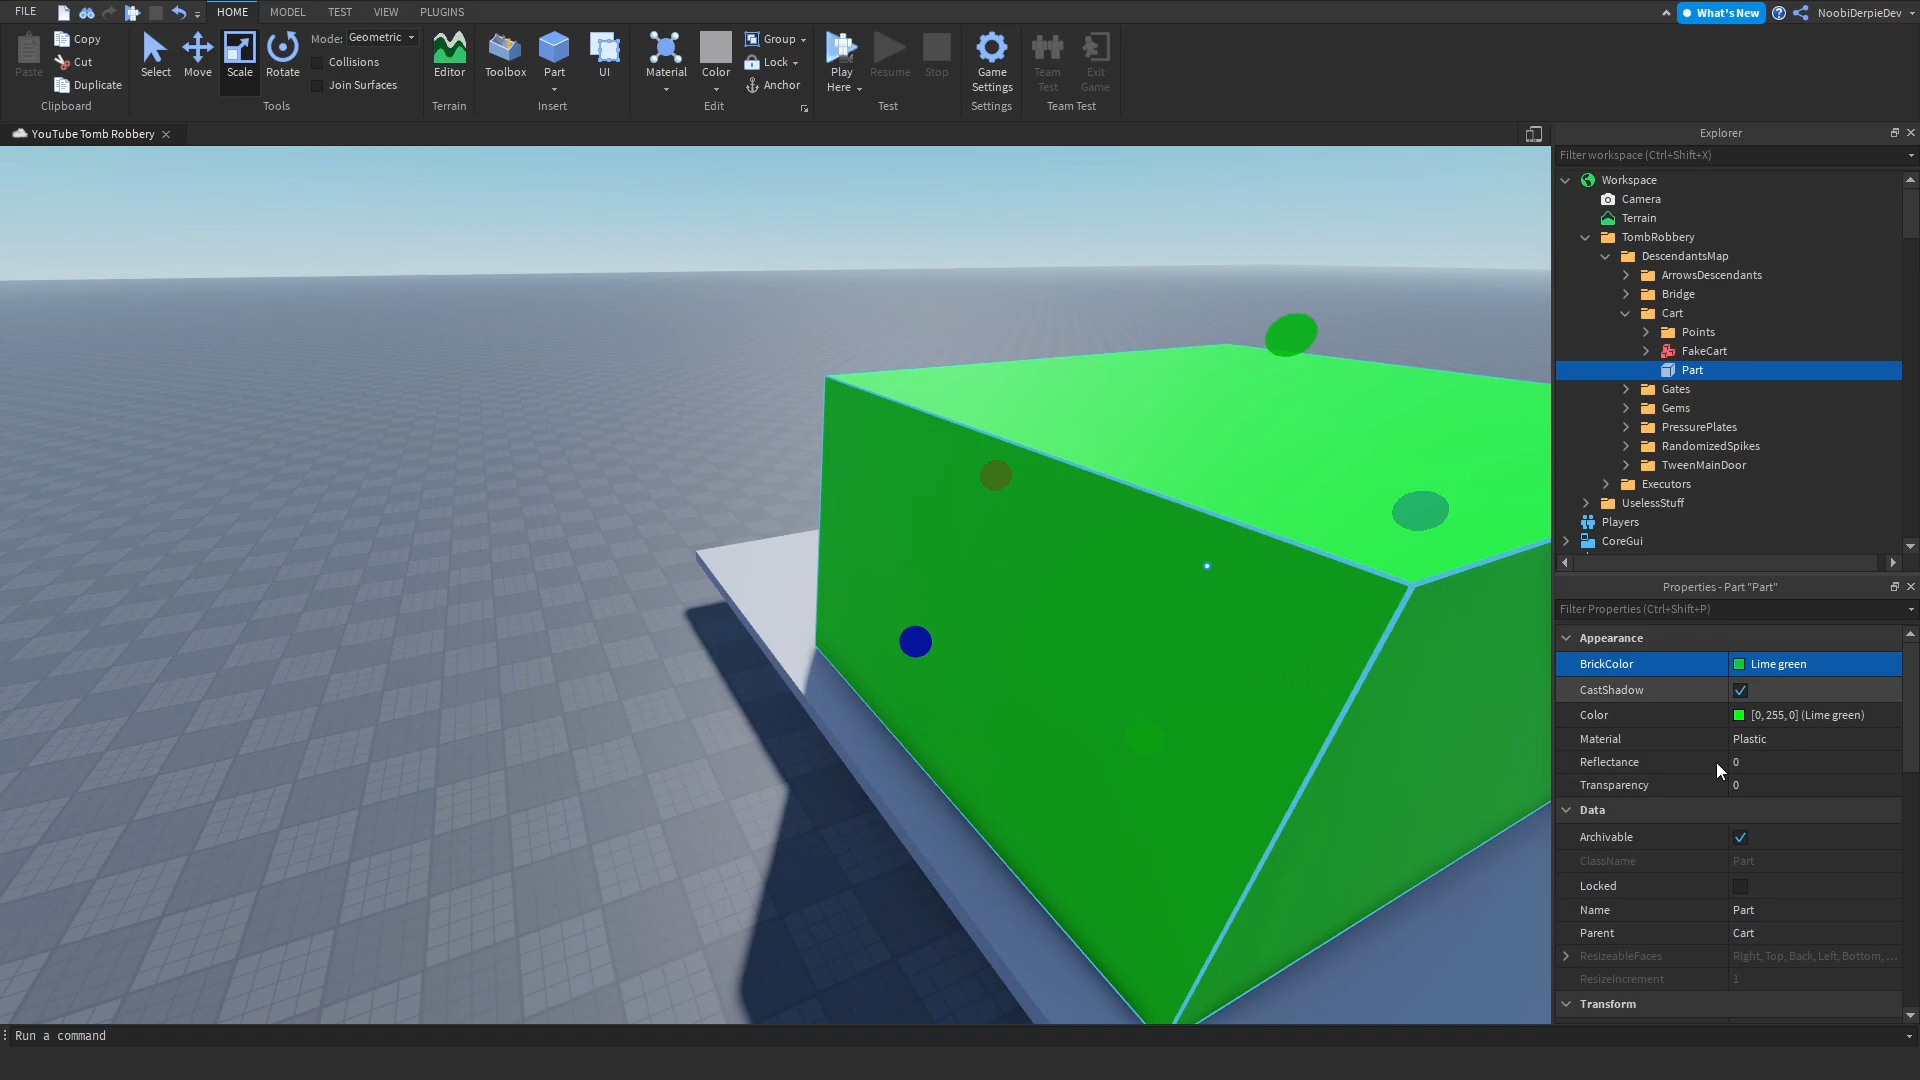 FILE
HOME
MODEL
TEST
VIEW
PLUGINS
What's New
NoobiDerpieDev
Paste
Copy
Cut
Duplicate
Clipboard
Select
Move
Scale
Rotate
Mode: Geometric
Collisions
Join Surfaces
Tools
Editor
Terrain
Toolbox
Part
UI
Insert
Material
Color
Group
Lock
Anchor
Edit
Play
Here
Resume
Stop
Test
Game
Settings
Settings
Team
Test
Exit
Game
Team Test
YouTube Tomb Robbery
Explorer
Filter workspace (Ctrl+Shift+X)
Workspace
Camera
Terrain
TombRobbery
DescendantsMap
ArrowsDescendants
Bridge
Cart
Points
FakeCart
Part
Gates
Gems
PressurePlates
RandomizedSpikes
TweenMainDoor
Executors
UselessStuff
Players
CoreGui
Properties - Part "Part"
Filter Properties (Ctrl+Shift+P)
Appearance
BrickColor Lime green
CastShadow
Color [0, 255, 0] (Lime green)
Material Plastic
Reflectance 0
Transparency 0
Data
Archivable
ClassName Part
Locked
Name Part
Parent Cart
ResizeableFaces Right, Top, Back, Left, Bottom, ...
ResizeIncrement 1
Transform
Run a command